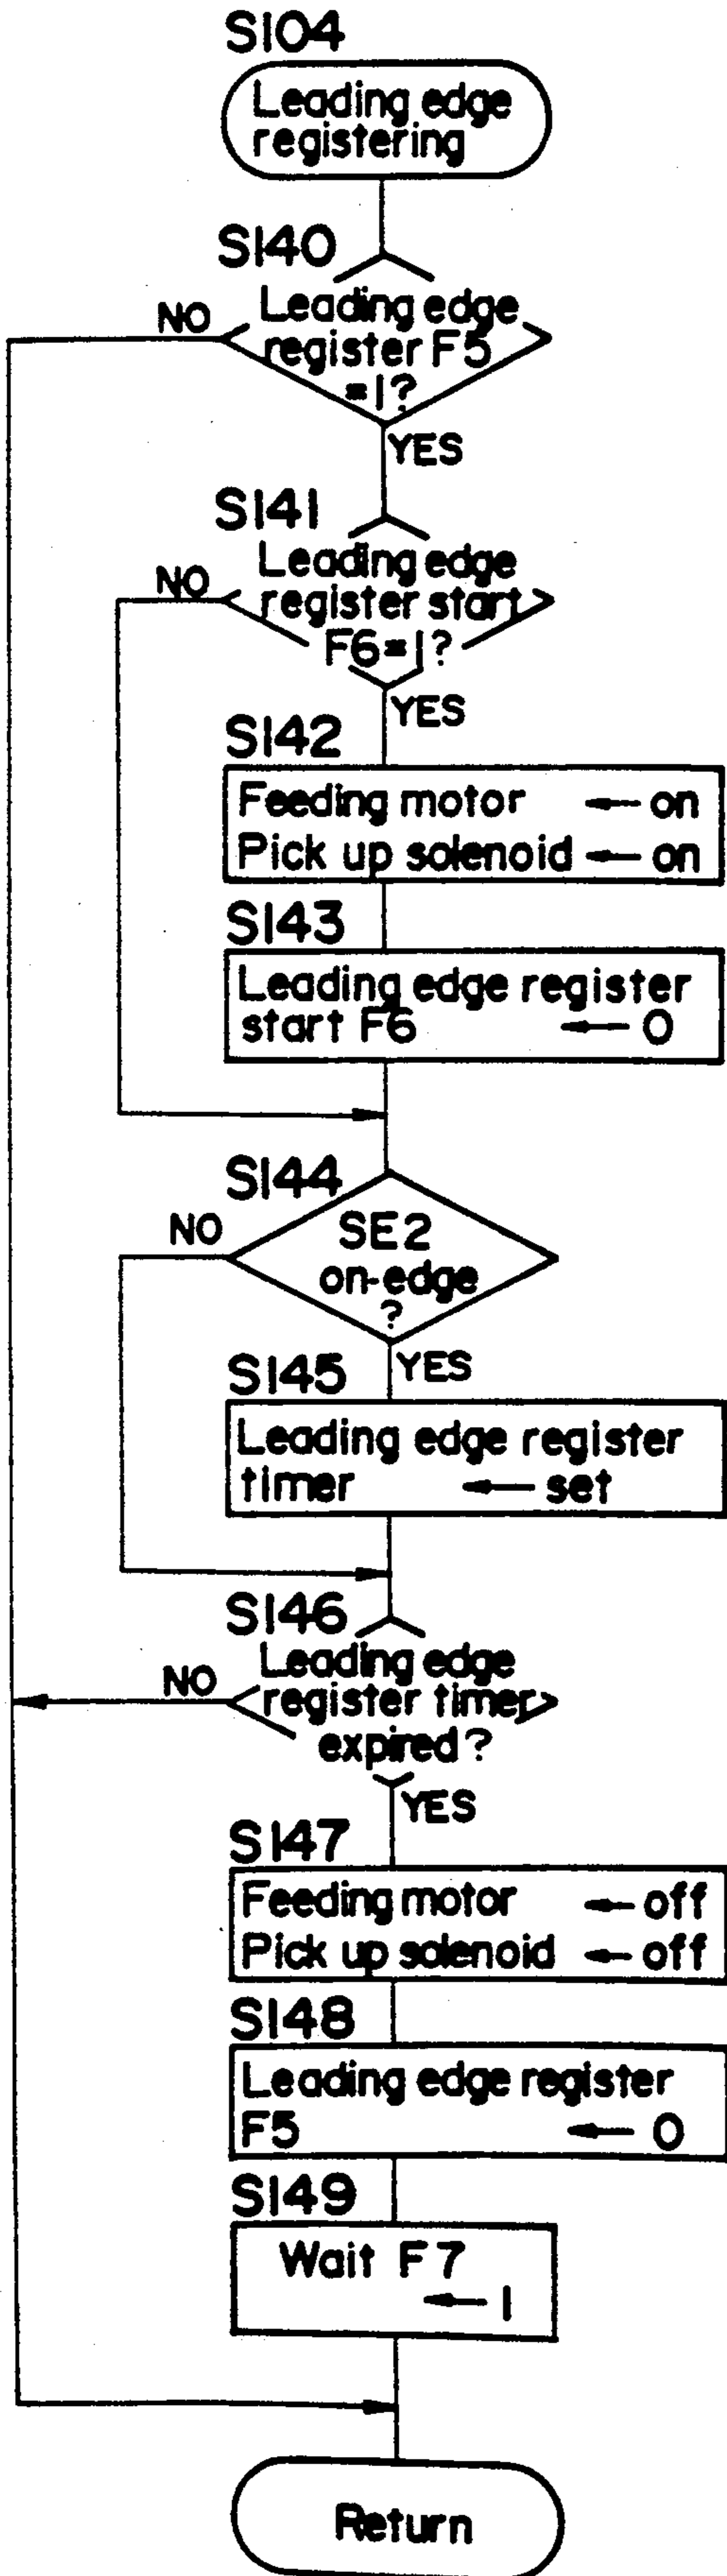 S104
Leading edge
registering
S140
NO
Leading edge
register F5
=1?
YES
S141
NO
Leading edge
register start
F6=1?
YES
S142
Feeding motor ← on
Pick up solenoid ← on
S143
Leading edge register
start F6 ← 0
S144
NO
SE2
on-edge
?
YES
S145
Leading edge register
timer ← set
S146
NO
Leading edge
register timer
expired?
YES
S147
Feeding motor ← off
Pick up solenoid ← off
S148
Leading edge register
F5 ← 0
S149
Wait F7
← 1
Return